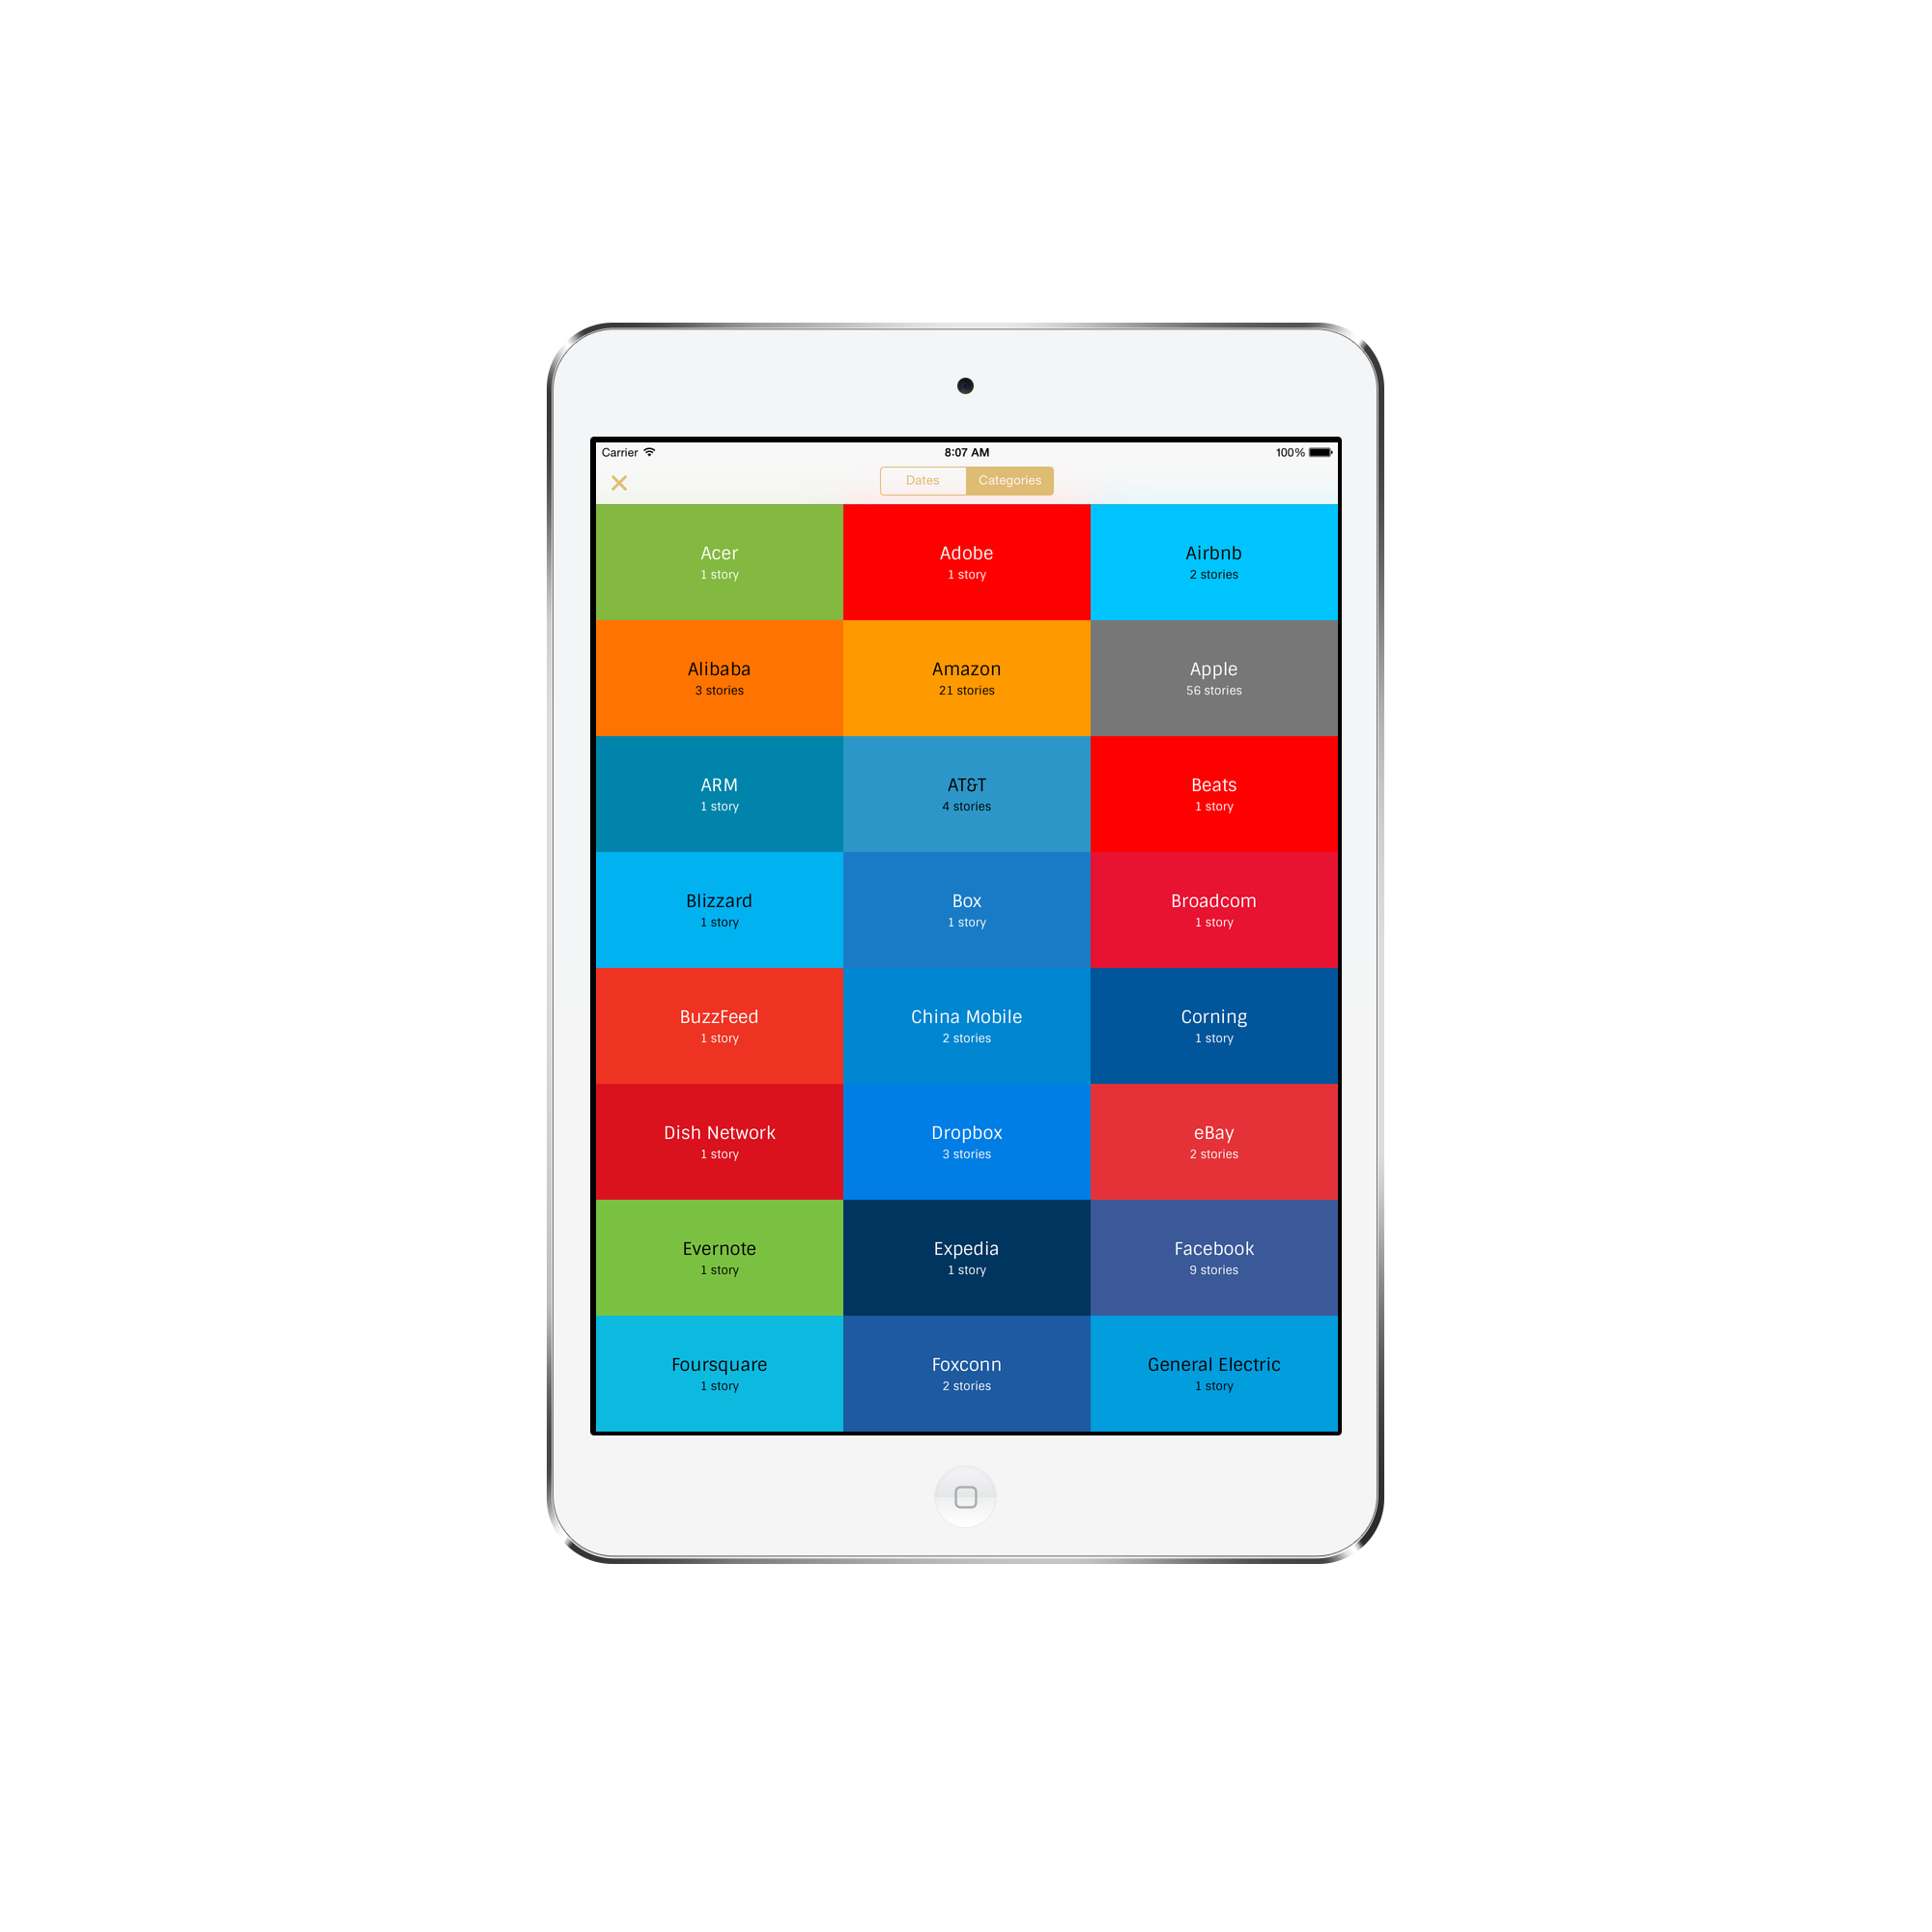 Carrier 8:07 AM 100%
Dates Categories
Acer Adobe Airbnb
1 story 1 story 2 stories
Alibaba Amazon Apple
3 stories 21 stories 56 stories
ARM AT&T Beats
1 story 4 stories 1 story
Blizzard Box Broadcom
1 story 1 story 1 story
BuzzFeed China Mobile Corning
1 story 2 stories 1 story
Dish Network Dropbox eBay
1 story 3 stories 2 stories
Evernote Expedia Facebook
1 story 1 story 9 stories
Foursquare Foxconn General Electric
1 story 2 stories 1 story